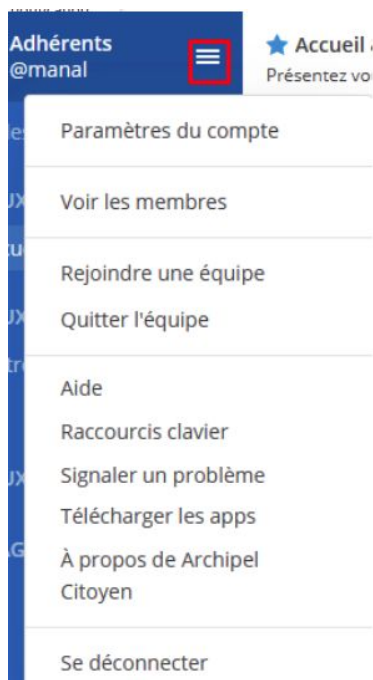 Adhérents
@manal
Accueil
Présentez vo
Paramètres du compte
Voir les membres
Rejoindre une équipe
Quitter l'équipe
Aide
Raccourcis clavier
Signaler un problème
Télécharger les apps
À propos de Archipel
Citoyen
Se déconnecter